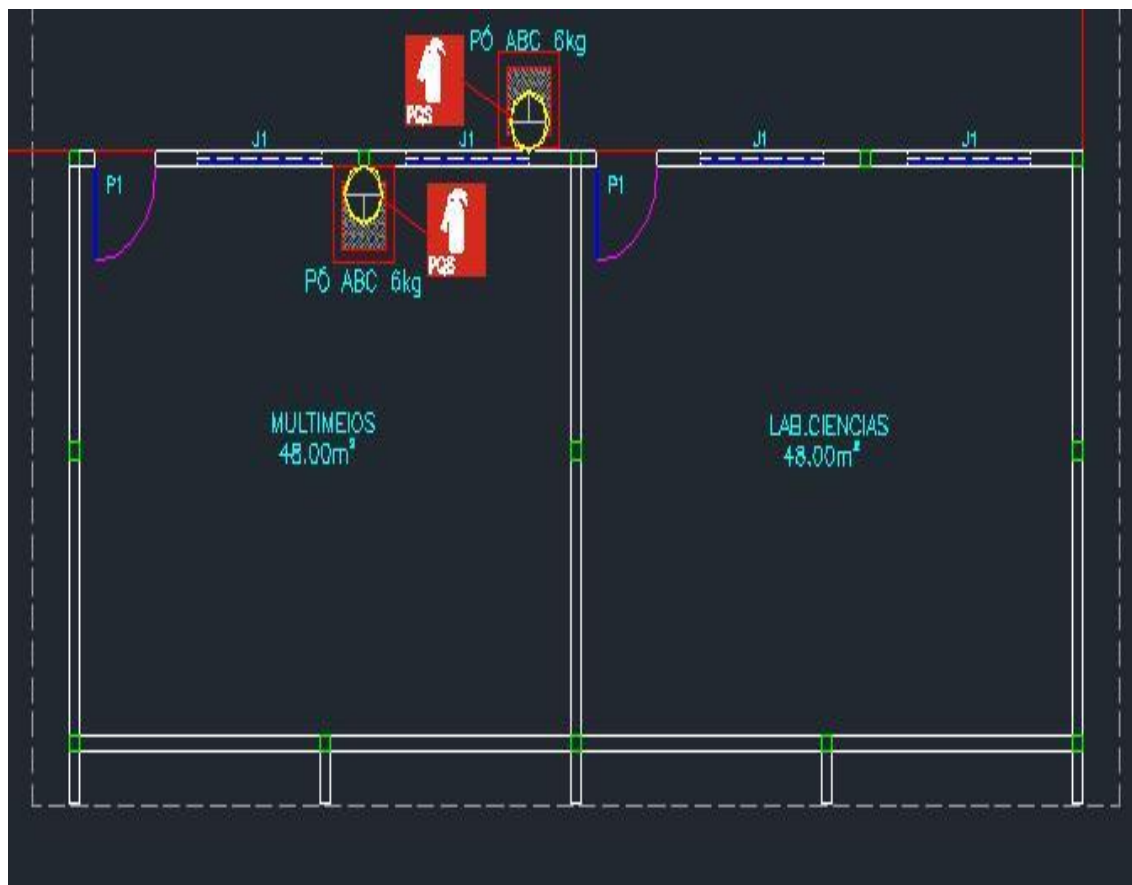 PÓ ABC 6kg
PQS
J1
J1
J1
J1
P1
P1
PQS
PÓ ABC 6kg
MULTIMEIOS
48.00m²
LAB.CIENCIAS
48.00m²